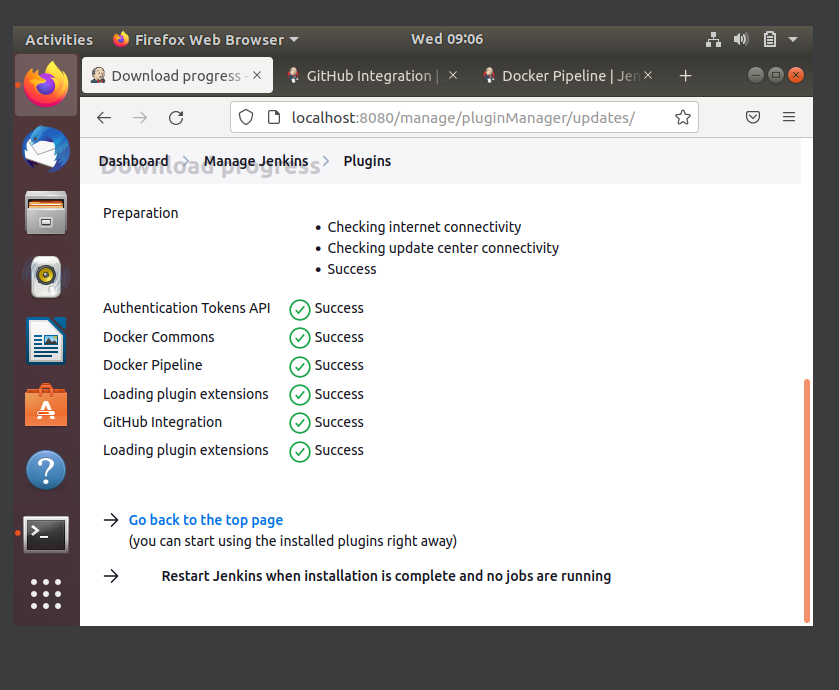 Activities Firefox Web Browser Wed 09:06
Download progress - GitHub Integration | Docker Pipeline | Jen
localhost:8080/manage/pluginManager/updates/
Dashboard Manage Jenkins Plugins
Download progress
Preparation
Checking internet connectivity
Checking update center connectivity
Success
Authentication Tokens API Success
Docker Commons Success
Docker Pipeline Success
Loading plugin extensions Success
GitHub Integration Success
Loading plugin extensions Success
Go back to the top page
(you can start using the installed plugins right away)
Restart Jenkins when installation is complete and no jobs are running